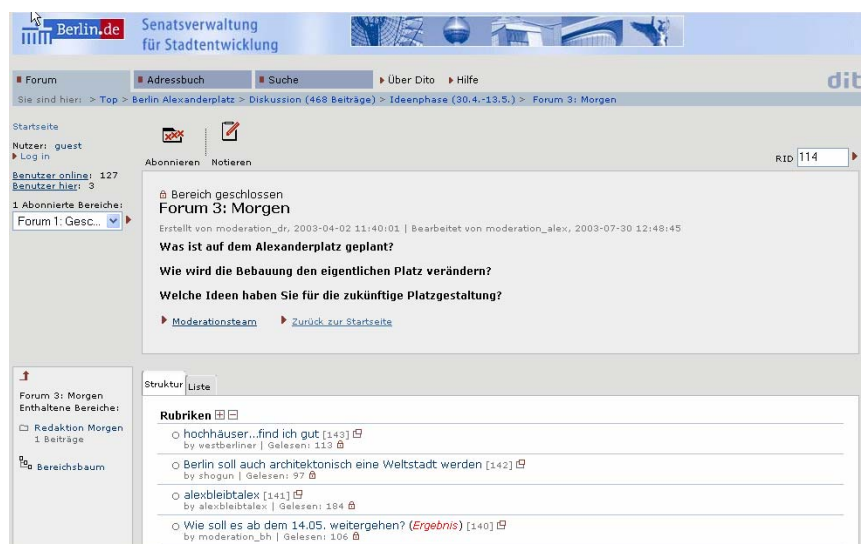 Berlin.de
Senatsverwaltung
für Stadtentwicklung
Forum
Adressbuch
Suche
Über Dito
Hilfe
dit
Sie sind hier: > Top > Berlin Alexanderplatz > Diskussion (468 Beiträge) > Ideenphase (30.4.-13.5.) > Forum 3: Morgen
Startseite
Nutzer: guest
Log in
Benutzer online: 127
Benutzer hier: 3
1 Abonnierte Bereiche:
Forum 1: Gesc...
Abonnieren
Notieren
RID 114
Bereich geschlossen
Forum 3: Morgen
Erstellt von moderation_dr, 2003-04-02 11:40:01 | Bearbeitet von moderation_alex, 2003-07-30 12:48:45
Was ist auf dem Alexanderplatz geplant?
Wie wird die Bebauung den eigentlichen Platz verändern?
Welche Ideen haben Sie für die zukünftige Platzgestaltung?
Moderationsteam
Zurück zur Startseite
Forum 3: Morgen
Enthaltene Bereiche:
Redaktion Morgen
1 Beiträge
Bereichsbaum
Struktur
Liste
Rubriken
hochhäuser...find ich gut [143]
by westberliner | Gelesen: 113
Berlin soll auch architektonisch eine Weltstadt werden [142]
by shogun | Gelesen: 97
alexbleibtalex [141]
by alexbleibtalex | Gelesen: 184
Wie soll es ab dem 14.05. weitergehen? (Ergebnis) [140]
by moderation_bh | Gelesen: 106